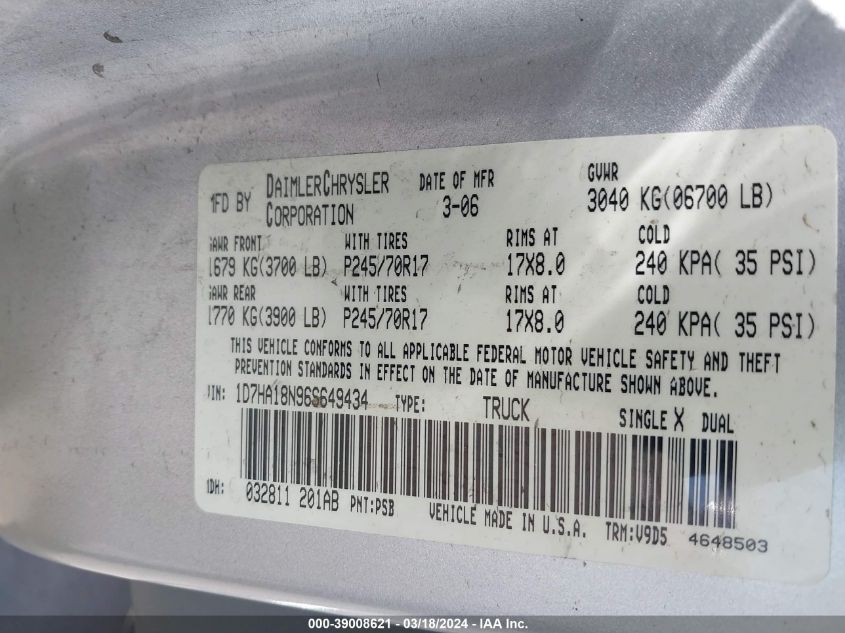 MFD BY DAIMLERCHRYSLER CORPORATION DATE OF MFR 3-06 GVWR 3040 KG(06700 LB)
GAWR FRONT WITH TIRES RIMS AT COLD
1679 KG(3700 LB) P245/70R17 17X8.0 240 KPA( 35 PSI)
GAWR REAR WITH TIRES RIMS AT COLD
1770 KG(3900 LB) P245/70R17 17X8.0 240 KPA( 35 PSI)
THIS VEHICLE CONFORMS TO ALL APPLICABLE FEDERAL MOTOR VEHICLE SAFETY AND THEFT
PREVENTION STANDARDS IN EFFECT ON THE DATE OF MANUFACTURE SHOWN ABOVE.
VIN: 1D7HA18N96S649434 TYPE: TRUCK SINGLE X DUAL
MDH: 032811 201AB PNT:PSB VEHICLE MADE IN U.S.A. TRM:V9D5 4648503
000-39008621 - 03/18/2024 - IAA Inc.